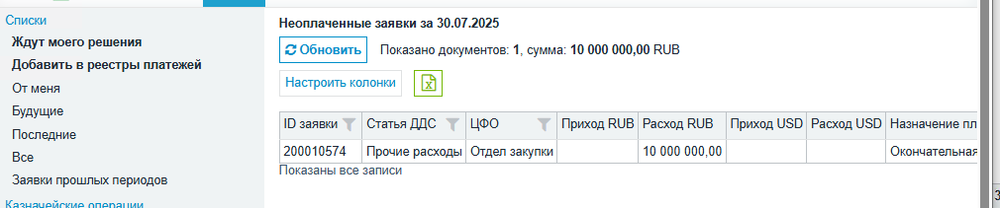 Списки
Ждут моего решения
Добавить в реестры платежей
От меня
Будущие
Последние
Все
Заявки прошлых периодов
Казначейские операции
Неоплаченные заявки за 30.07.2025
Обновить Показано документов: 1, сумма: 10 000 000,00 RUB
Настроить колонки
ID заявки Статья ДДС ЦФО Приход RUB Расход RUB Приход USD Расход USD Назначение пл
200010574 Прочие расходы Отдел закупки 10 000 000,00 Окончательная
Показаны все записи
3